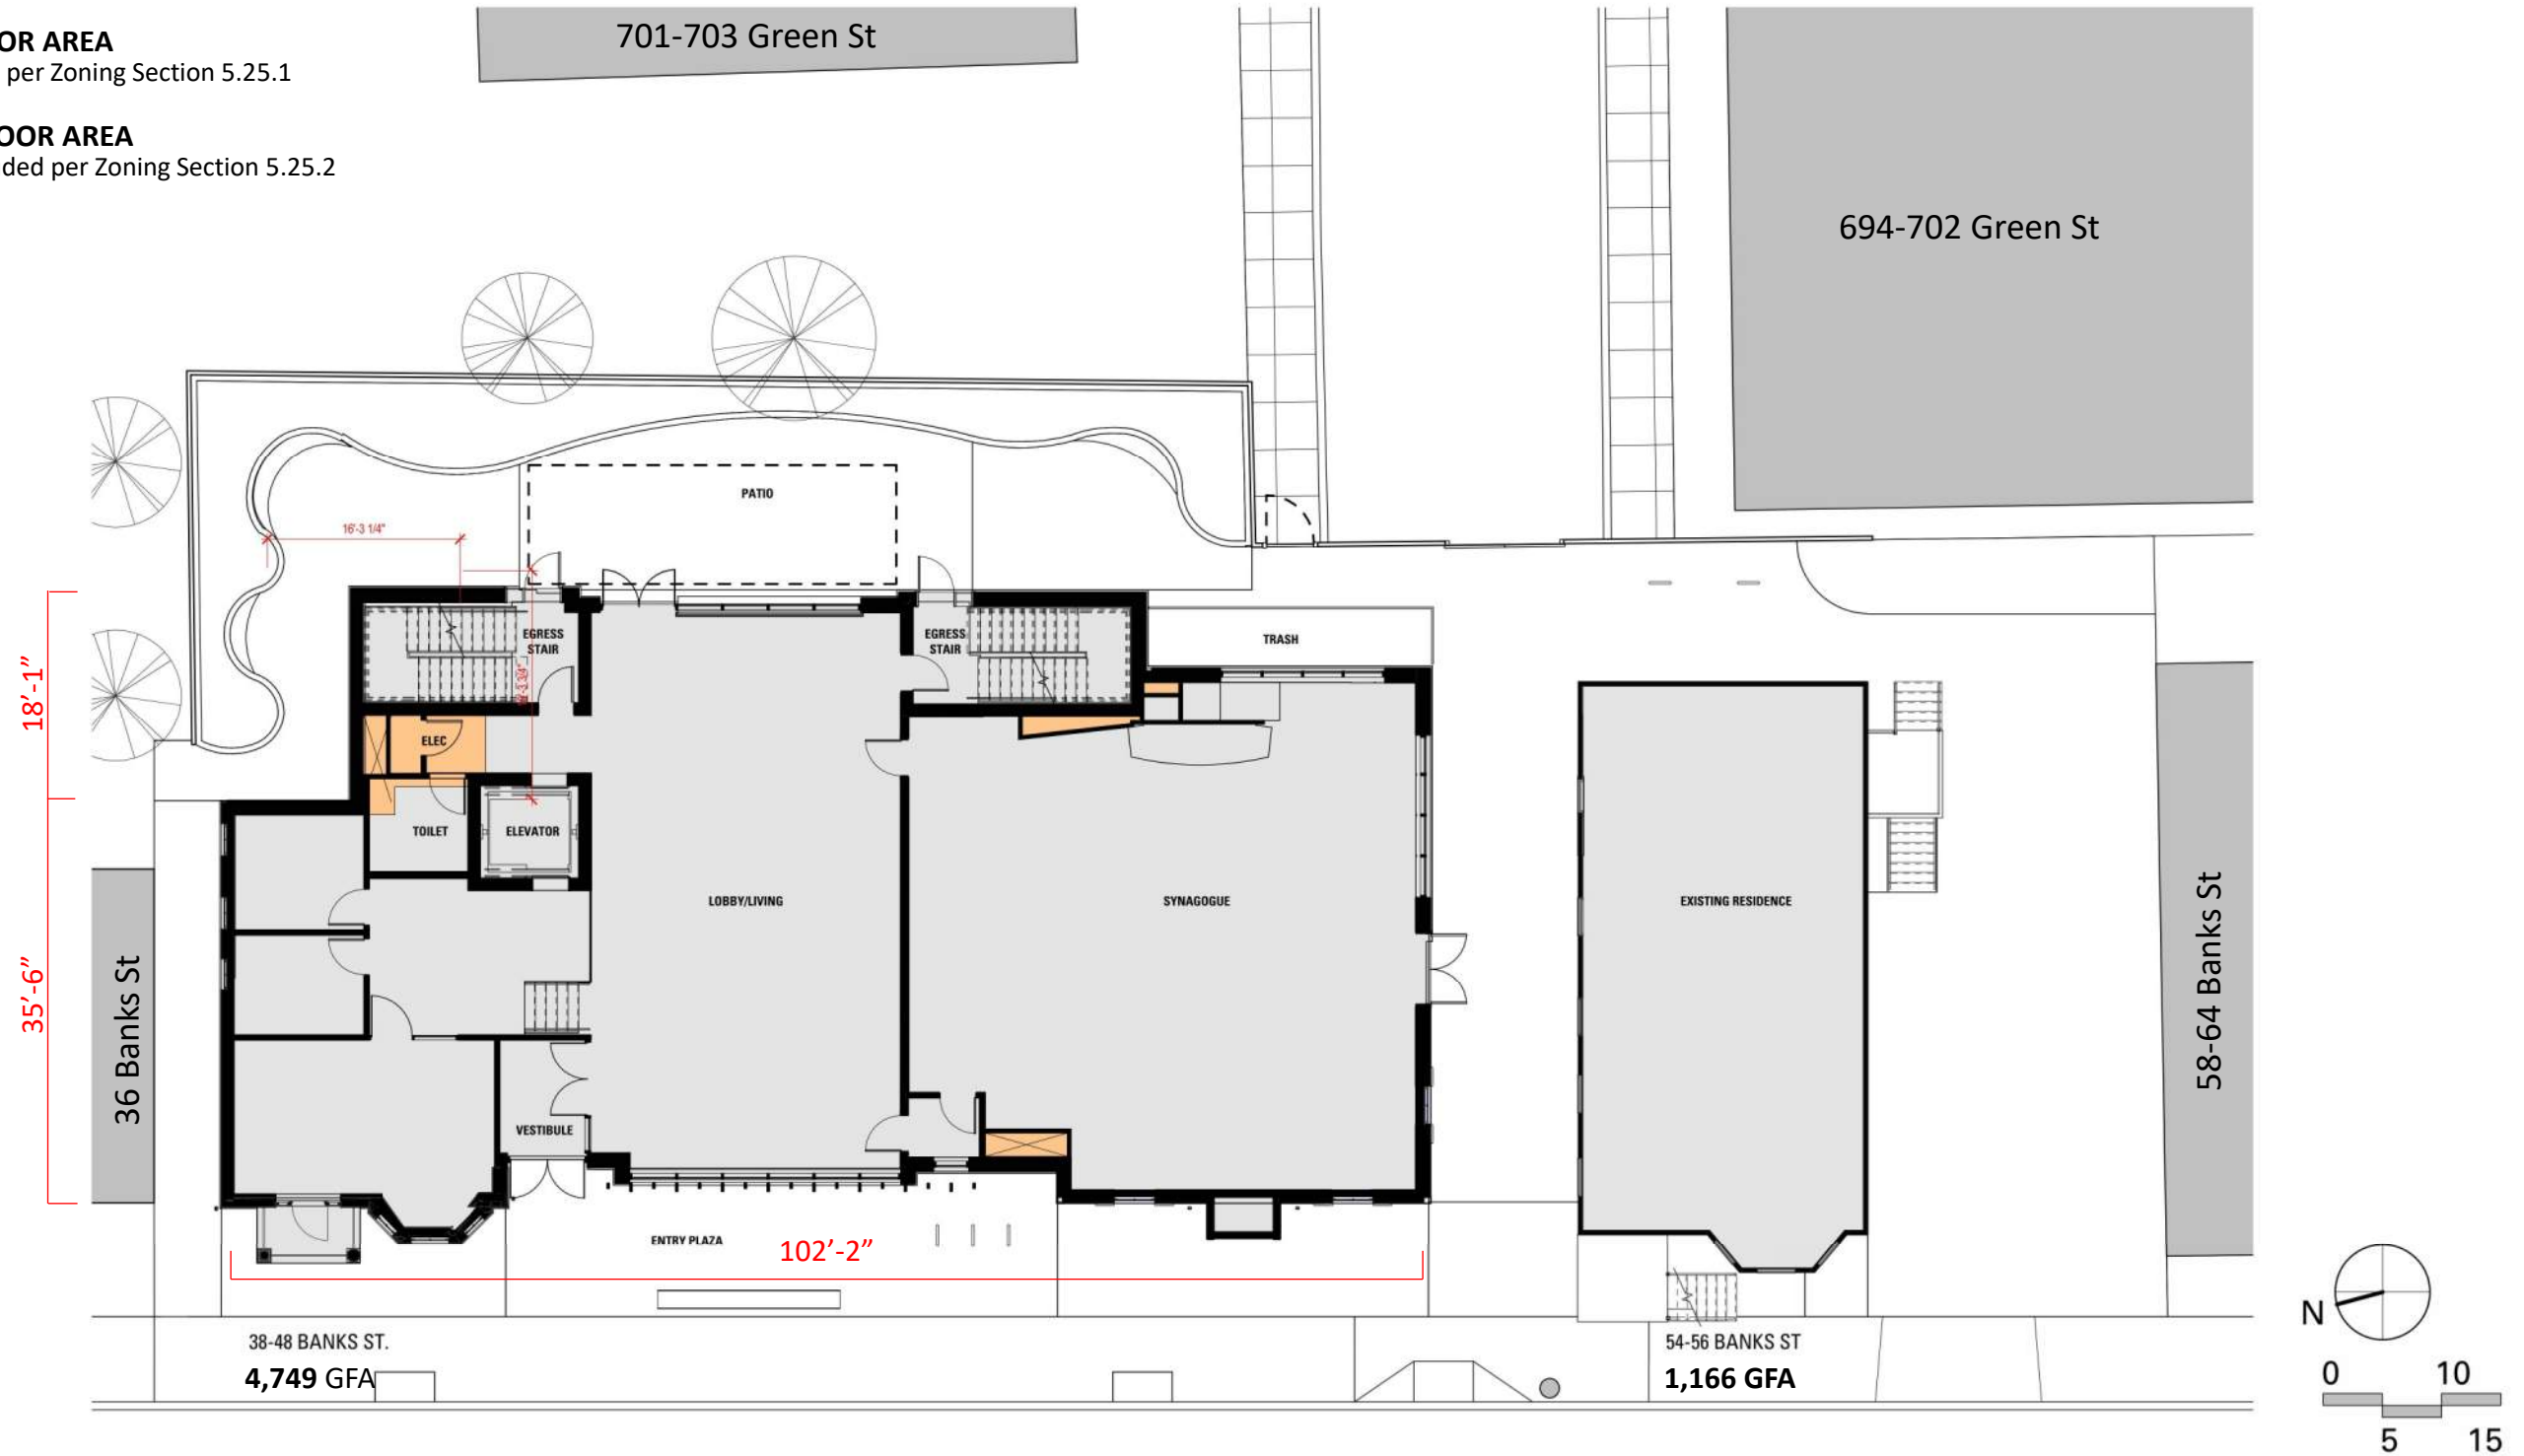 OR AREA
per Zoning Section 5.25.1
OOR AREA
ded per Zoning Section 5.25.2
701-703 Green St
694-702 Green St
PATIO
16'-3 1/4"
EGRESS
STAIR
EGRESS
STAIR
TRASH
18’-1”
ELEC
TOILET
ELEVATOR
LOBBY/LIVING
SYNAGOGUE
EXISTING RESIDENCE
35’-6”
36 Banks St
58-64 Banks St
VESTIBULE
ENTRY PLAZA
102’-2”
N
38-48 BANKS ST.
4,749 GFA
54-56 BANKS ST
1,166 GFA
0 10
5 15